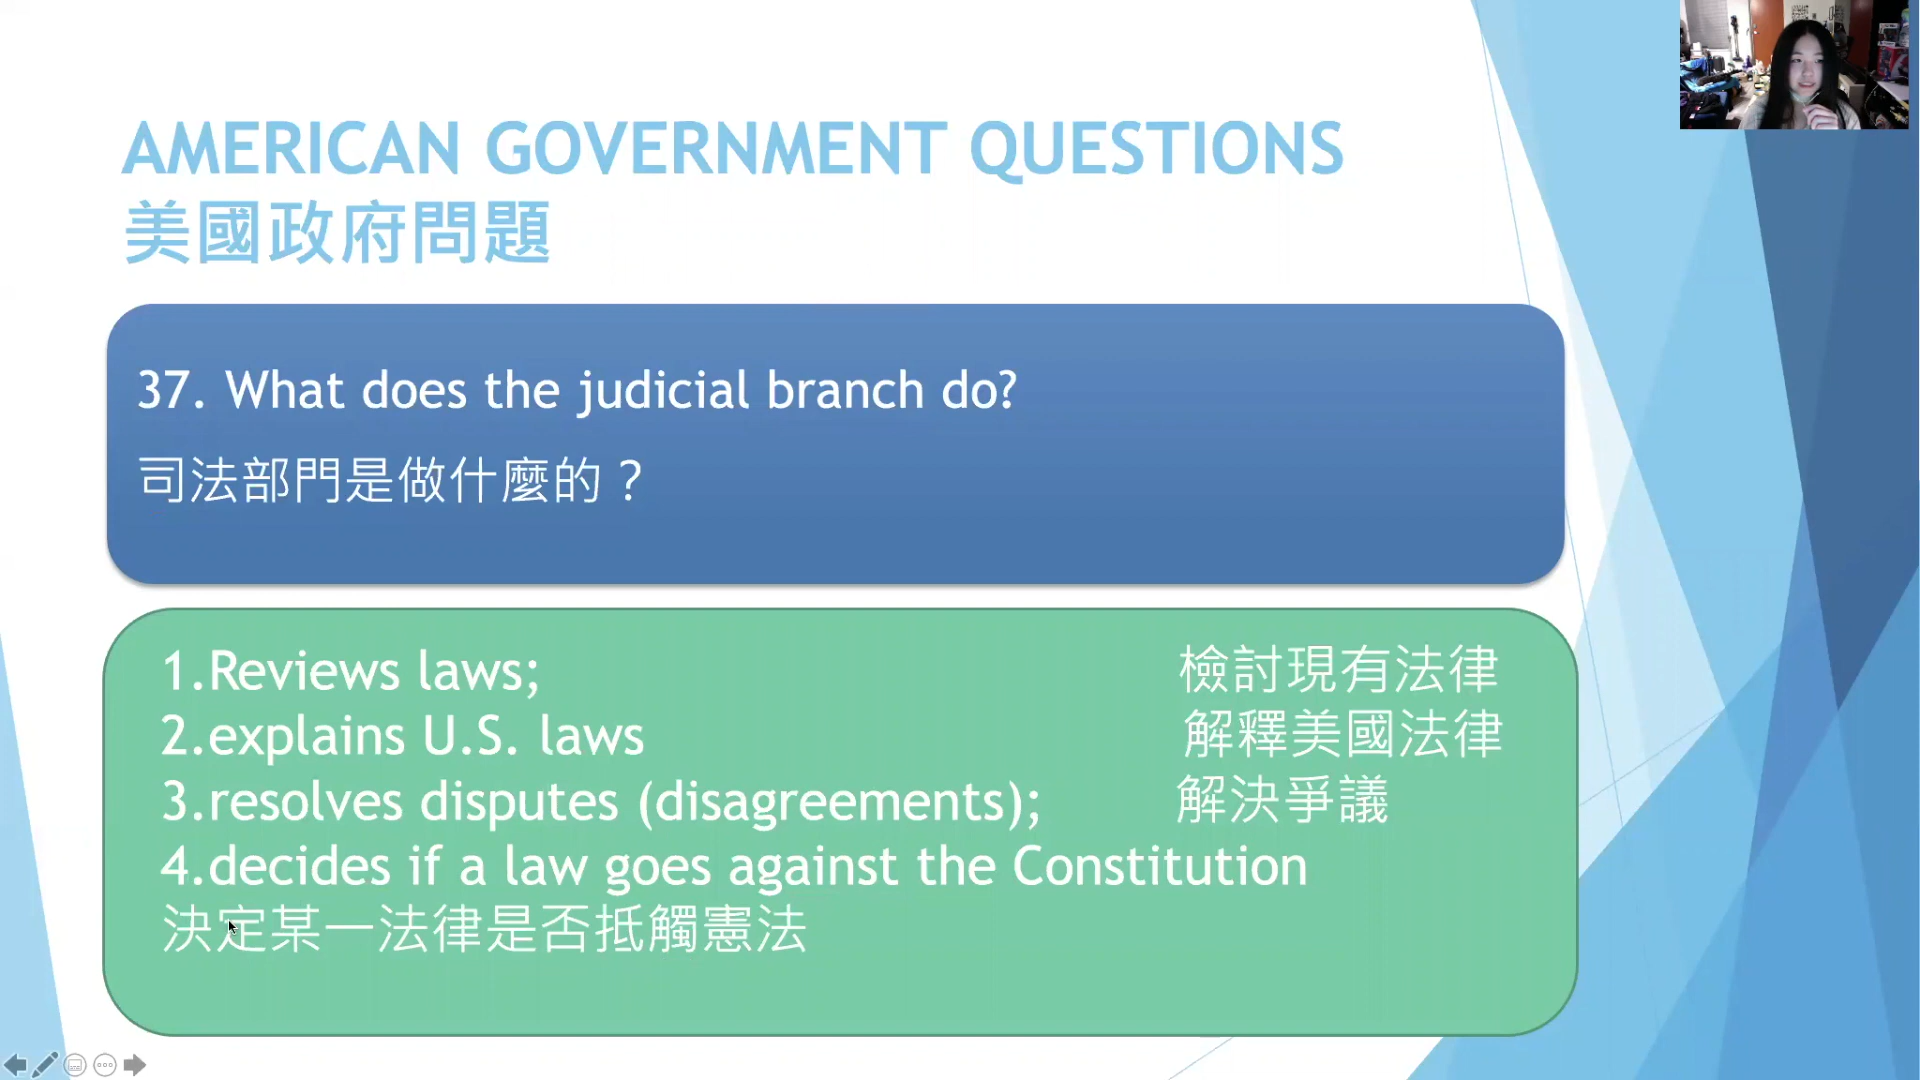 AMERICAN GOVERNMENT QUESTIONS
美國政府問題
37. What does the judicial branch do?
司法部門是做什麼的？
1.Reviews laws; 檢討現有法律
2.explains U.S. laws 解釋美國法律
3.resolves disputes (disagreements); 解決爭議
4.decides if a law goes against the Constitution
決定某一法律是否抵觸憲法